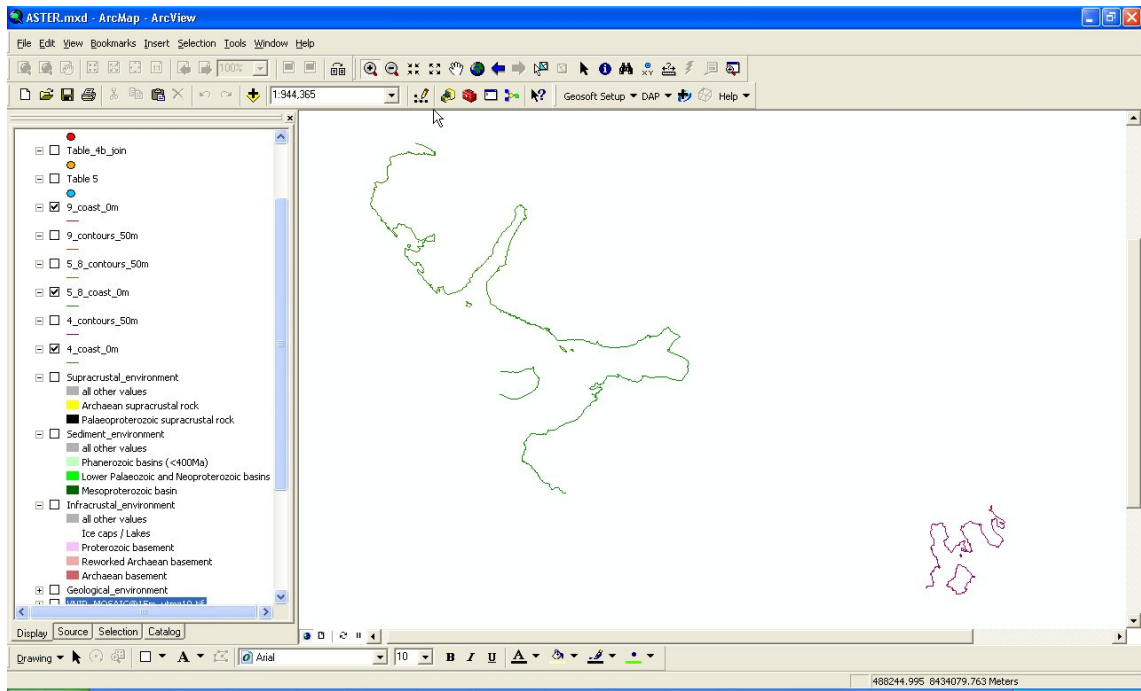 ASTER.mxd - ArcMap - ArcView
File Edit View Bookmarks Insert Selection Tools Window Help
100%
1:944,365 Geosoft Setup DAP Help
Table_4b_join
Table 5
9_coast_0m
9_contours_50m
5_8_contours_50m
5_8_coast_0m
4_contours_50m
4_coast_0m
Supracrustal_environment
all other values
Archaean supracrustal rock
Palaeoproterozoic supracrustal rock
Sediment_environment
all other values
Phanerozoic basins (<400Ma)
Lower Palaeozoic and Neoproterozoic basins
Mesoproterozoic basin
Infracrustal_environment
all other values
Ice caps / Lakes
Proterozoic basement
Reworked Archaean basement
Archaean basement
Geological_environment
Display Source Selection Catalog
Drawing A Arial 10 B I U A
488244.995 8434079.763 Meters